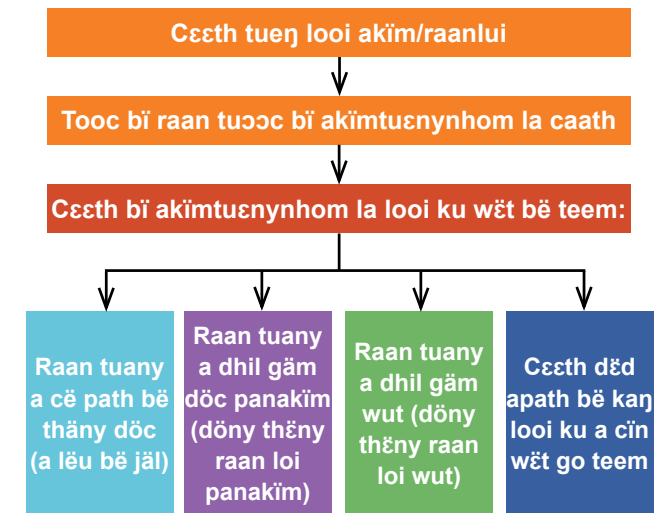 Cɛɛth tueŋ looi akïm/raanlui
Tooc bï raan tuɔɔc bï akïmtuɛnynhom la caath
Cɛɛth bï akïmtuɛnynhom la looi ku wɛ̈t bë teem:
Raan tuany
a cë path bë
thäny döc
(a lëu bë jäl)
Raan tuany
a dhil gäm
döc panakïm
(döny thɛ̈ny
raan loi
panakïm)
Raan tuany
a dhil gäm
wut (döny
thɛ̈ny raan
loi wut)
Cɛɛth dɛ̈d
apath bë kaŋ
looi ku a cïn
wɛ̈t go teem